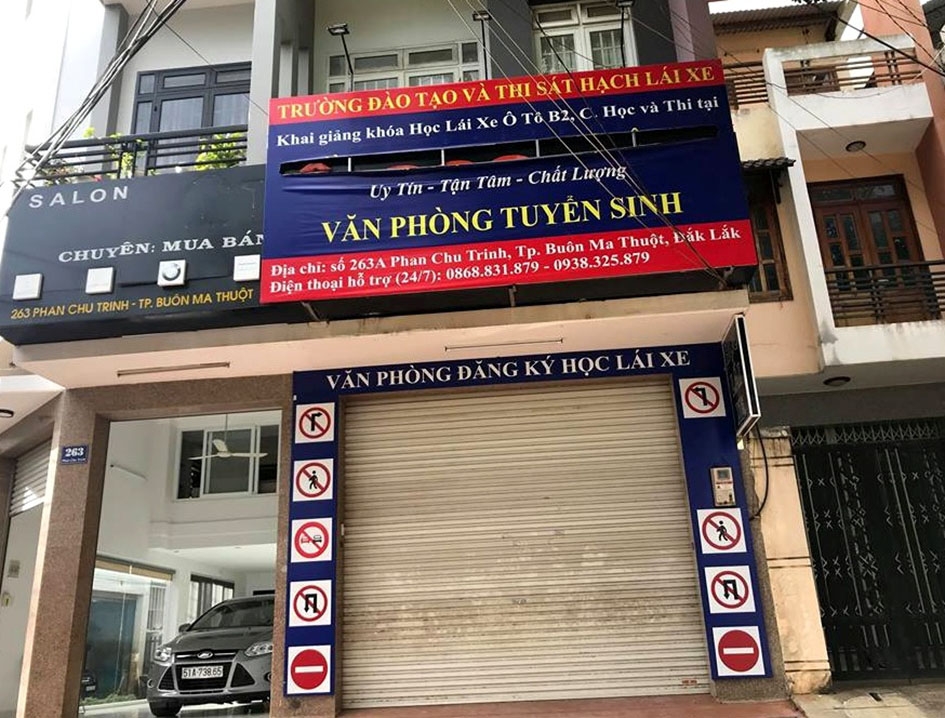 TRƯỜNG ĐÀO TẠO VÀ THI SÁT HẠCH LÁI XE
Khai giảng khóa Học Lái Xe Ô Tô B2, C. Học và Thi tại
Uy Tín - Tận Tâm - Chất Lượng
VĂN PHÒNG TUYỂN SINH
Địa chỉ: số 263A Phan Chu Trinh, Tp. Buôn Ma Thuột, Đắk Lắk
Điện thoại hỗ trợ (24/7): 0868.831.879 - 0938.325.879
SALON
CHUYÊN: MUA BÁN
263 PHAN CHU TRINH - TP. BUÔN MA THUỘT
VĂN PHÒNG ĐĂNG KÝ HỌC LÁI XE
263
51A-738.65